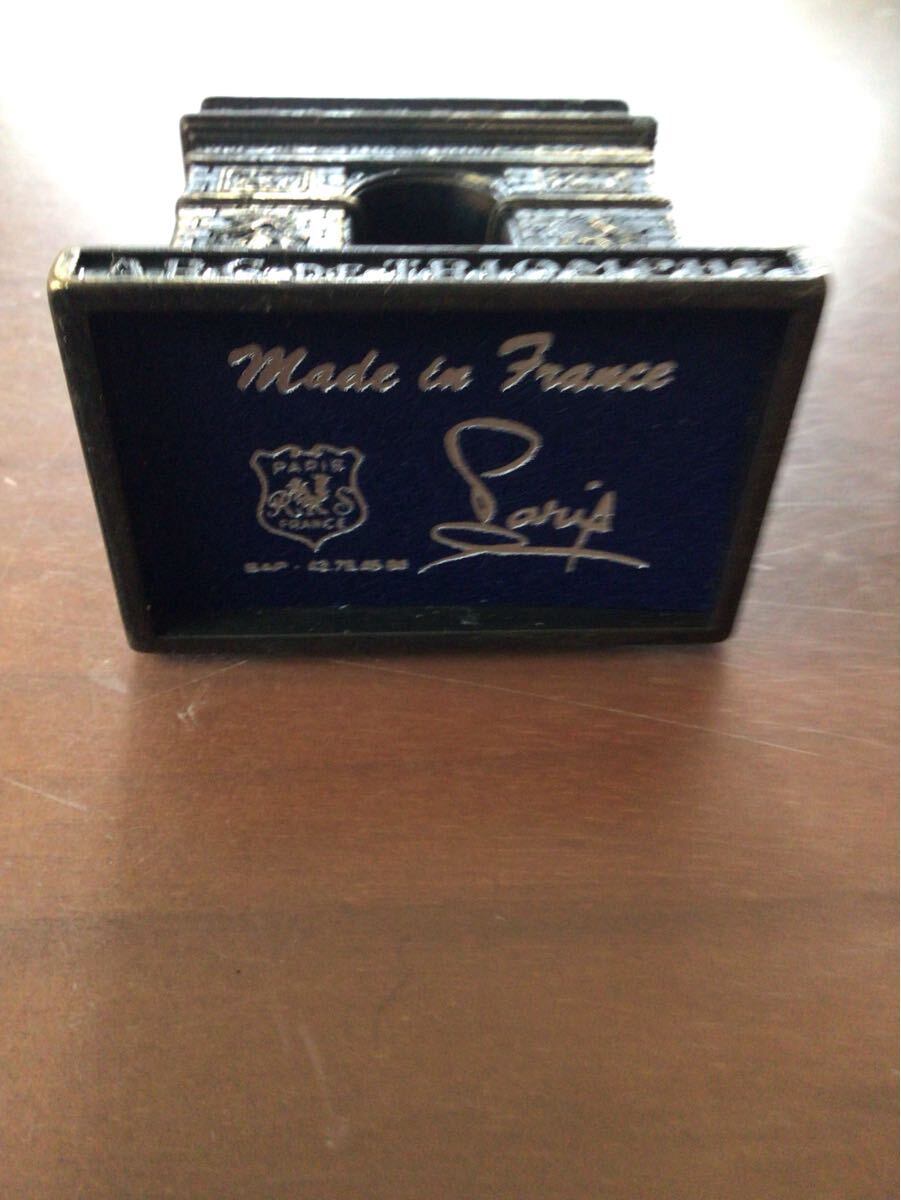 ARC DE TRIOMPHE
Made in France
PARIS
R S
FRANCE
Paris